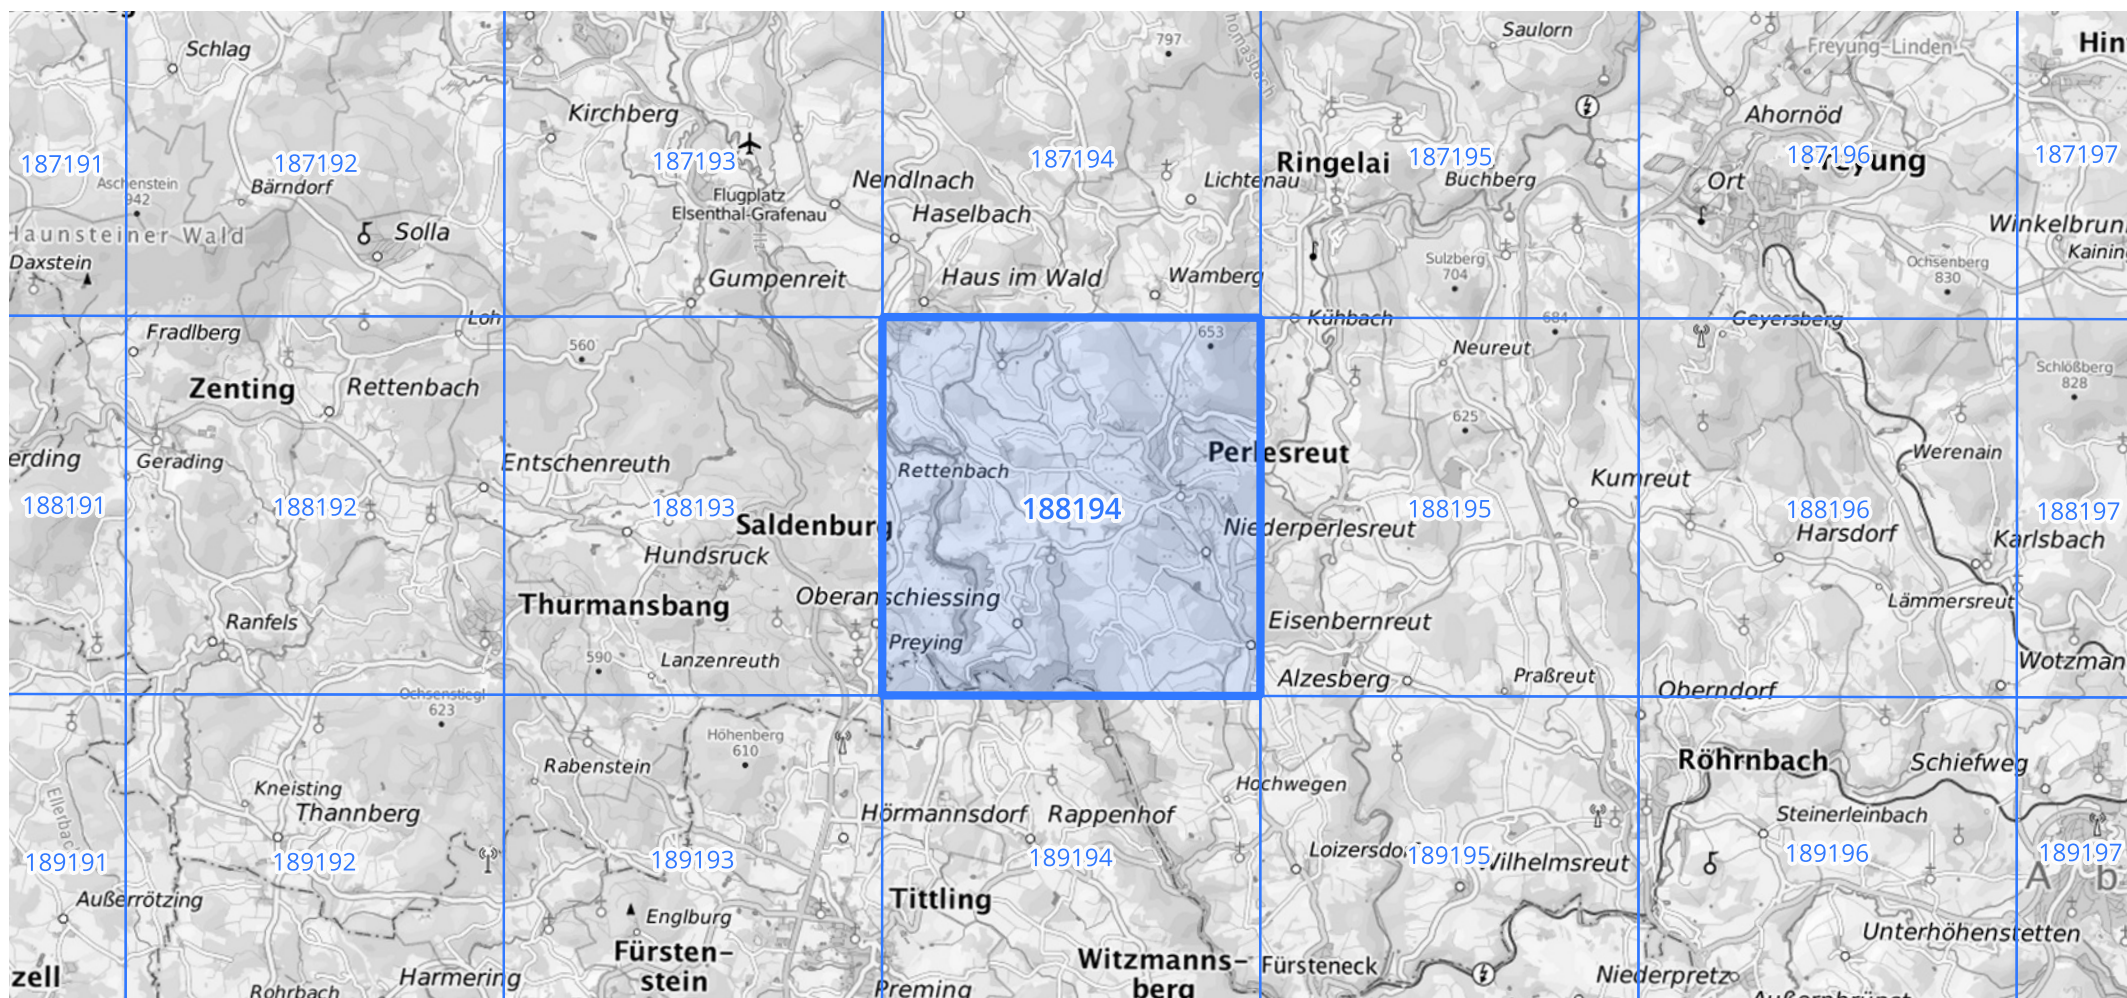 Schlag
797
Saulorn
Freyung-Linden
Hin
Kirchberg
Ahornöd
187191
187192
187193
187194
Ringelai
187195
187196
187197
Aschenstein
942
Bärndorf
Flugplatz
Elsenthal-Grafenau
Nendlnach
Lichtenau
Buchberg
Ort
Haselbach
Winkelbrun
Haunsteiner Wald
Solla
Kainin
Daxstein
Gumpenreit
Haus im Wald
Wamberg
Sulzberg
704
Ochsenberg
830
Fradlberg
Loh
560
653
Kühbach
684
Geyersberg
Neureut
Zenting
Rettenbach
Schlößberg
828
625
erding
Gerading
Entschenreuth
Rettenbach
Perlesreut
Werenain
Kumreut
188191
188192
188193
188194
188195
188196
188197
Saldenburg
Niederperlesreut
Harsdorf
Karlsbach
Hundsruck
Thurmansbang
Oberanschiessing
Lämmersreut
Ranfels
Eisenbernreut
Preying
590
Lanzenreuth
Alzesberg
Praßreut
Wotzman
Ochsenstiegl
623
Oberndorf
Höhenberg
610
Rabenstein
Röhrnbach
Schiefweg
Kneisting
Hochwegen
Ellerbac
Thannberg
Hörmannsdorf
Rappenhof
Steinerleinbach
189191
189192
189193
189194
Loizersdorf
189195
Wilhelmsreut
189196
189197
A
b
Außerrötzing
Englburg
Tittling
Unterhöhenstetten
Fürsten-
stein
Witzmanns-
berg
Fürsteneck
zell
Harmering
Rohrbach
Preming
Niederpretz